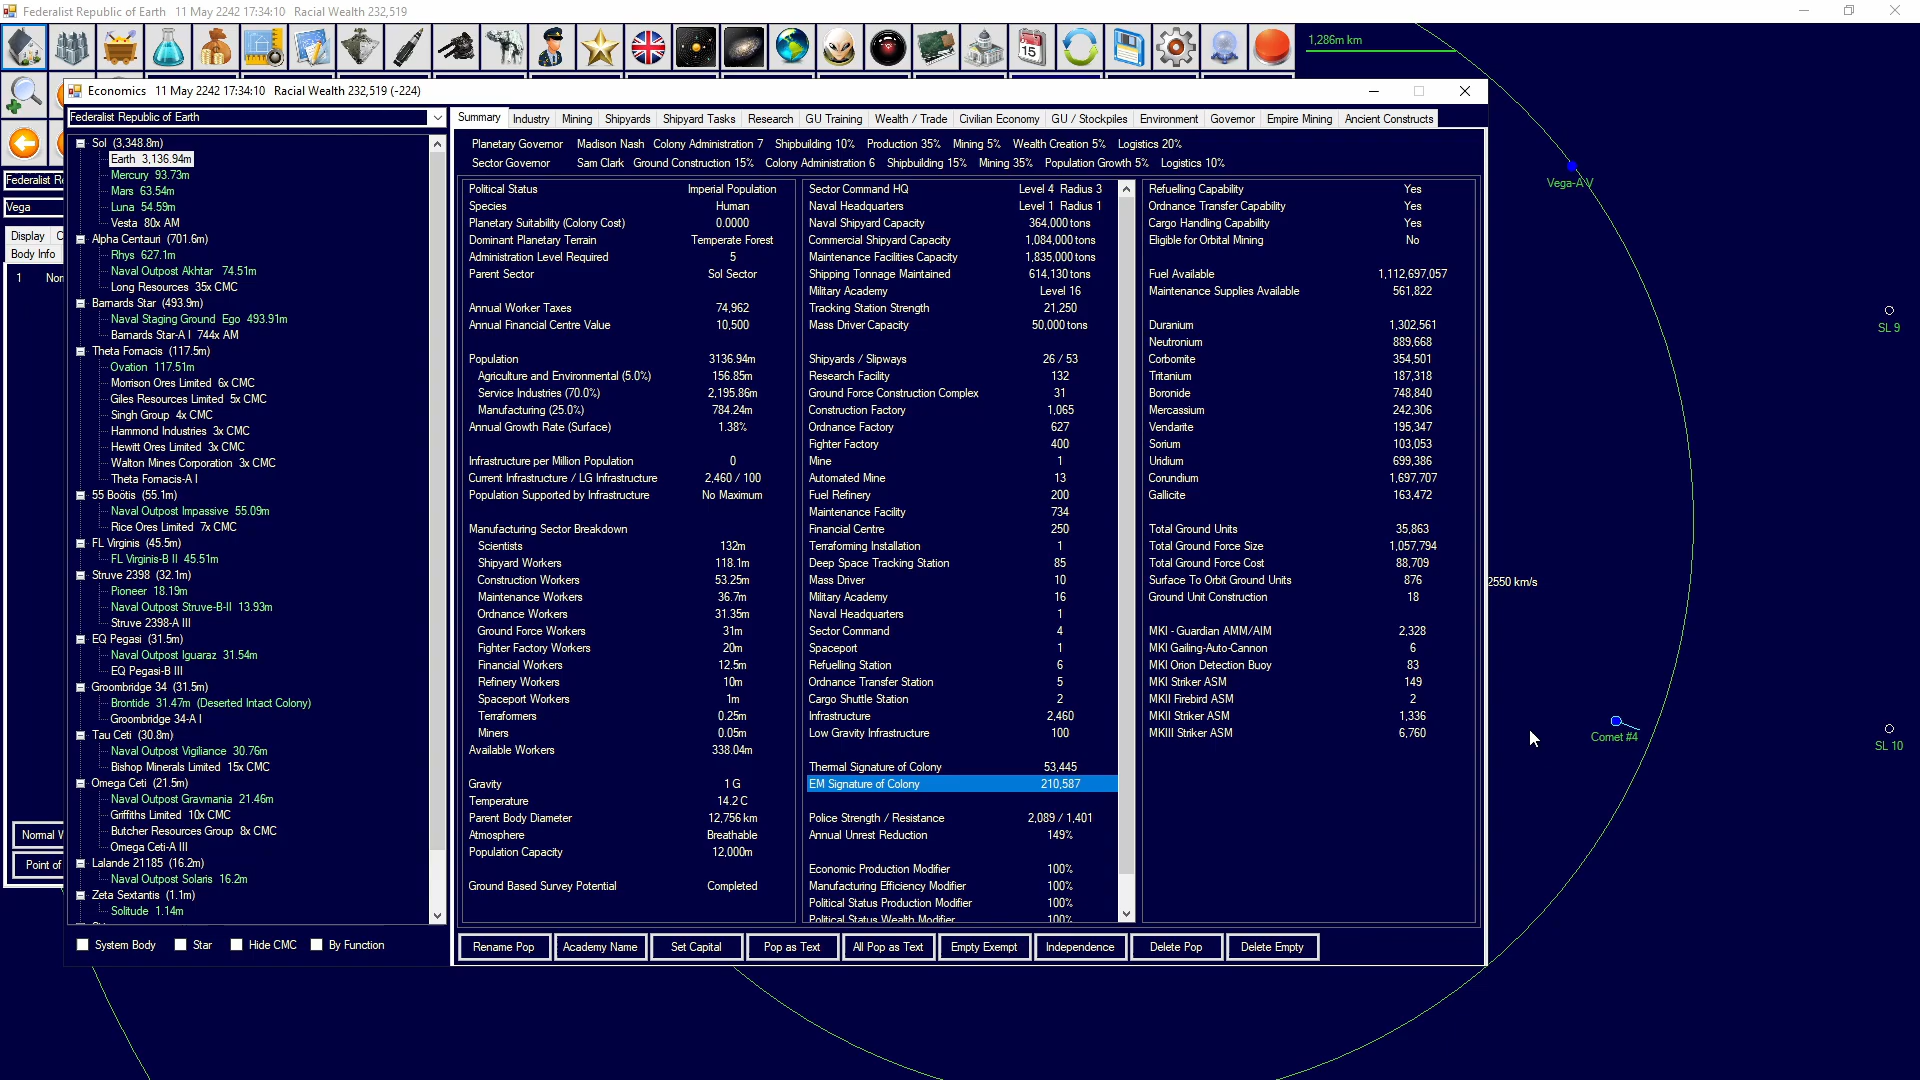 Federalist Republic of Earth   11 May 2242 17:34:10   Racial Wealth 232,519
1,286m km
Economics   11 May 2242 17:34:10   Racial Wealth 232,519 (-224)
Federalist Republic of Earth
Summary Industry Mining Shipyards Shipyard Tasks Research GU Training Wealth / Trade Civilian Economy GU / Stockpiles Environment Governor Empire Mining Ancient Constructs
Planetary Governor Madison Nash Colony Administration 7 Shipbuilding 10% Production 35% Mining 5% Wealth Creation 5% Logistics 20%
Sector Governor Sam Clark Ground Construction 15% Colony Administration 6 Shipbuilding 15% Mining 35% Population Growth 5% Logistics 10%
Federalist R
Vega
Display C
Body Info
1 Nor
Normal W
Point of
Sol (3,348.8m)
Earth 3,136.94m
Mercury 93.73m
Mars 63.54m
Luna 54.59m
Vesta 80x AM
Alpha Centauri (701.6m)
Rhys 627.1m
Naval Outpost Akhtar 74.51m
Long Resources 35x CMC
Barnards Star (493.9m)
Naval Staging Ground Ego 493.91m
Barnards Star-A I 744x AM
Theta Fornacis (117.5m)
Ovation 117.51m
Morrison Ores Limited 6x CMC
Giles Resources Limited 5x CMC
Singh Group 4x CMC
Hammond Industries 3x CMC
Hewitt Ores Limited 3x CMC
Walton Mines Corporation 3x CMC
Theta Fornacis-A I
55 Boötis (55.1m)
Naval Outpost Impassive 55.09m
Rice Ores Limited 7x CMC
FL Virginis (45.5m)
FL Virginis-B II 45.51m
Struve 2398 (32.1m)
Pioneer 18.19m
Naval Outpost Struve-B-II 13.93m
Struve 2398-A III
EQ Pegasi (31.5m)
Naval Outpost Iguaraz 31.54m
EQ Pegasi-B III
Groombridge 34 (31.5m)
Brontide 31.47m (Deserted Intact Colony)
Groombridge 34-A I
Tau Ceti (30.8m)
Naval Outpost Vigiliance 30.76m
Bishop Minerals Limited 15x CMC
Omega Ceti (21.5m)
Naval Outpost Gravmania 21.46m
Griffiths Limited 10x CMC
Butcher Resources Group 8x CMC
Omega Ceti-A III
Lalande 21185 (16.2m)
Naval Outpost Solaris 16.2m
Zeta Sextantis (1.1m)
Solitude 1.14m
System Body Star Hide CMC By Function
Political Status Imperial Population
Species Human
Planetary Suitability (Colony Cost) 0.0000
Dominant Planetary Terrain Temperate Forest
Administration Level Required 5
Parent Sector Sol Sector
Annual Worker Taxes 74,962
Annual Financial Centre Value 10,500
Population 3136.94m
Agriculture and Environmental (5.0%) 156.85m
Service Industries (70.0%) 2,195.86m
Manufacturing (25.0%) 784.24m
Annual Growth Rate (Surface) 1.38%
Infrastructure per Million Population 0
Current Infrastructure / LG Infrastructure 2,460 / 100
Population Supported by Infrastructure No Maximum
Manufacturing Sector Breakdown
Scientists 132m
Shipyard Workers 118.1m
Construction Workers 53.25m
Maintenance Workers 36.7m
Ordnance Workers 31.35m
Ground Force Workers 31m
Fighter Factory Workers 20m
Financial Workers 12.5m
Refinery Workers 10m
Spaceport Workers 1m
Terraformers 0.25m
Miners 0.05m
Available Workers 338.04m
Gravity 1 G
Temperature 14.2 C
Parent Body Diameter 12,756 km
Atmosphere Breathable
Population Capacity 12,000m
Ground Based Survey Potential Completed
Sector Command HQ Level 4 Radius 3
Naval Headquarters Level 1 Radius 1
Naval Shipyard Capacity 364,000 tons
Commercial Shipyard Capacity 1,084,000 tons
Maintenance Facilities Capacity 1,835,000 tons
Shipping Tonnage Maintained 614,130 tons
Military Academy Level 16
Tracking Station Strength 21,250
Mass Driver Capacity 50,000 tons
Shipyards / Slipways 26 / 53
Research Facility 132
Ground Force Construction Complex 31
Construction Factory 1,065
Ordnance Factory 627
Fighter Factory 400
Mine 1
Automated Mine 13
Fuel Refinery 200
Maintenance Facility 734
Financial Centre 250
Terraforming Installation 1
Deep Space Tracking Station 85
Mass Driver 10
Military Academy 16
Naval Headquarters 1
Sector Command 4
Spaceport 1
Refuelling Station 6
Ordnance Transfer Station 5
Cargo Shuttle Station 2
Infrastructure 2,460
Low Gravity Infrastructure 100
Thermal Signature of Colony 53,445
EM Signature of Colony 210,587
Police Strength / Resistance 2,089 / 1,401
Annual Unrest Reduction 149%
Economic Production Modifier 100%
Manufacturing Efficiency Modifier 100%
Political Status Production Modifier 100%
Political Status Wealth Modifier 100%
Refuelling Capability Yes
Ordnance Transfer Capability Yes
Cargo Handling Capability Yes
Eligible for Orbital Mining No
Fuel Available 1,112,697,057
Maintenance Supplies Available 561,822
Duranium 1,302,561
Neutronium 889,668
Corbomite 354,501
Tritanium 187,318
Boronide 748,840
Mercassium 242,306
Vendarite 195,347
Sorium 103,053
Uridium 699,386
Corundium 1,697,707
Gallicite 163,472
Total Ground Units 35,863
Total Ground Force Size 1,057,794
Total Ground Force Cost 88,709
Surface To Orbit Ground Units 876
Ground Unit Construction 18
MKI - Guardian AMM/AIM 2,328
MKI Gailing-Auto-Cannon 6
MKI Orion Detection Buoy 83
MKI Striker ASM 149
MKII Firebird ASM 2
MKII Striker ASM 1,336
MKIII Striker ASM 6,760
Rename Pop Academy Name Set Capital Pop as Text All Pop as Text Empty Exempt Independence Delete Pop Delete Empty
Vega-A V
SL 9
2550 km/s
Comet #4
SL 10